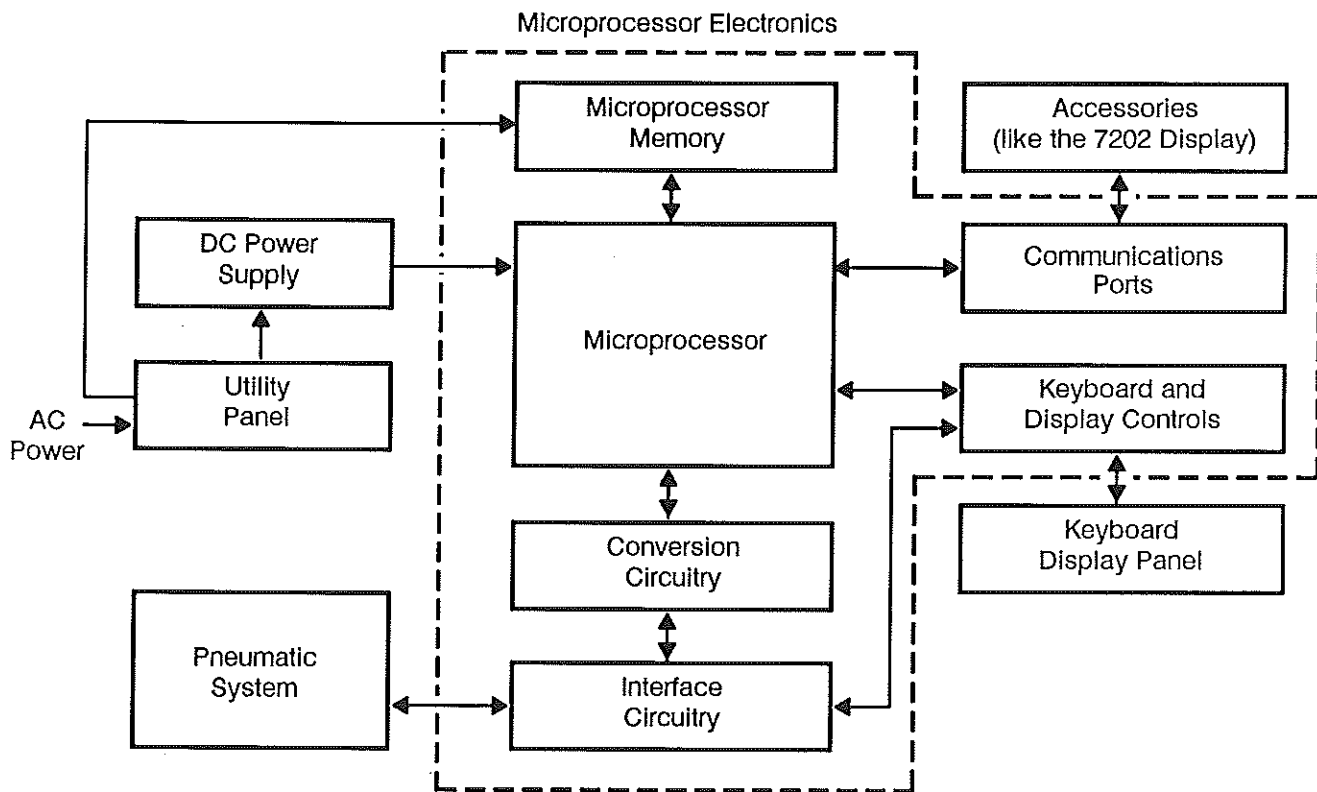 Microprocessor Electronics
Microprocessor
Memory
Accessories
(like the 7202 Display)
DC Power
Supply
Microprocessor
Communications
Ports
Utility
Panel
AC
Power
Keyboard and
Display Controls
Conversion
Circuitry
Keyboard
Display Panel
Pneumatic
System
Interface
Circuitry